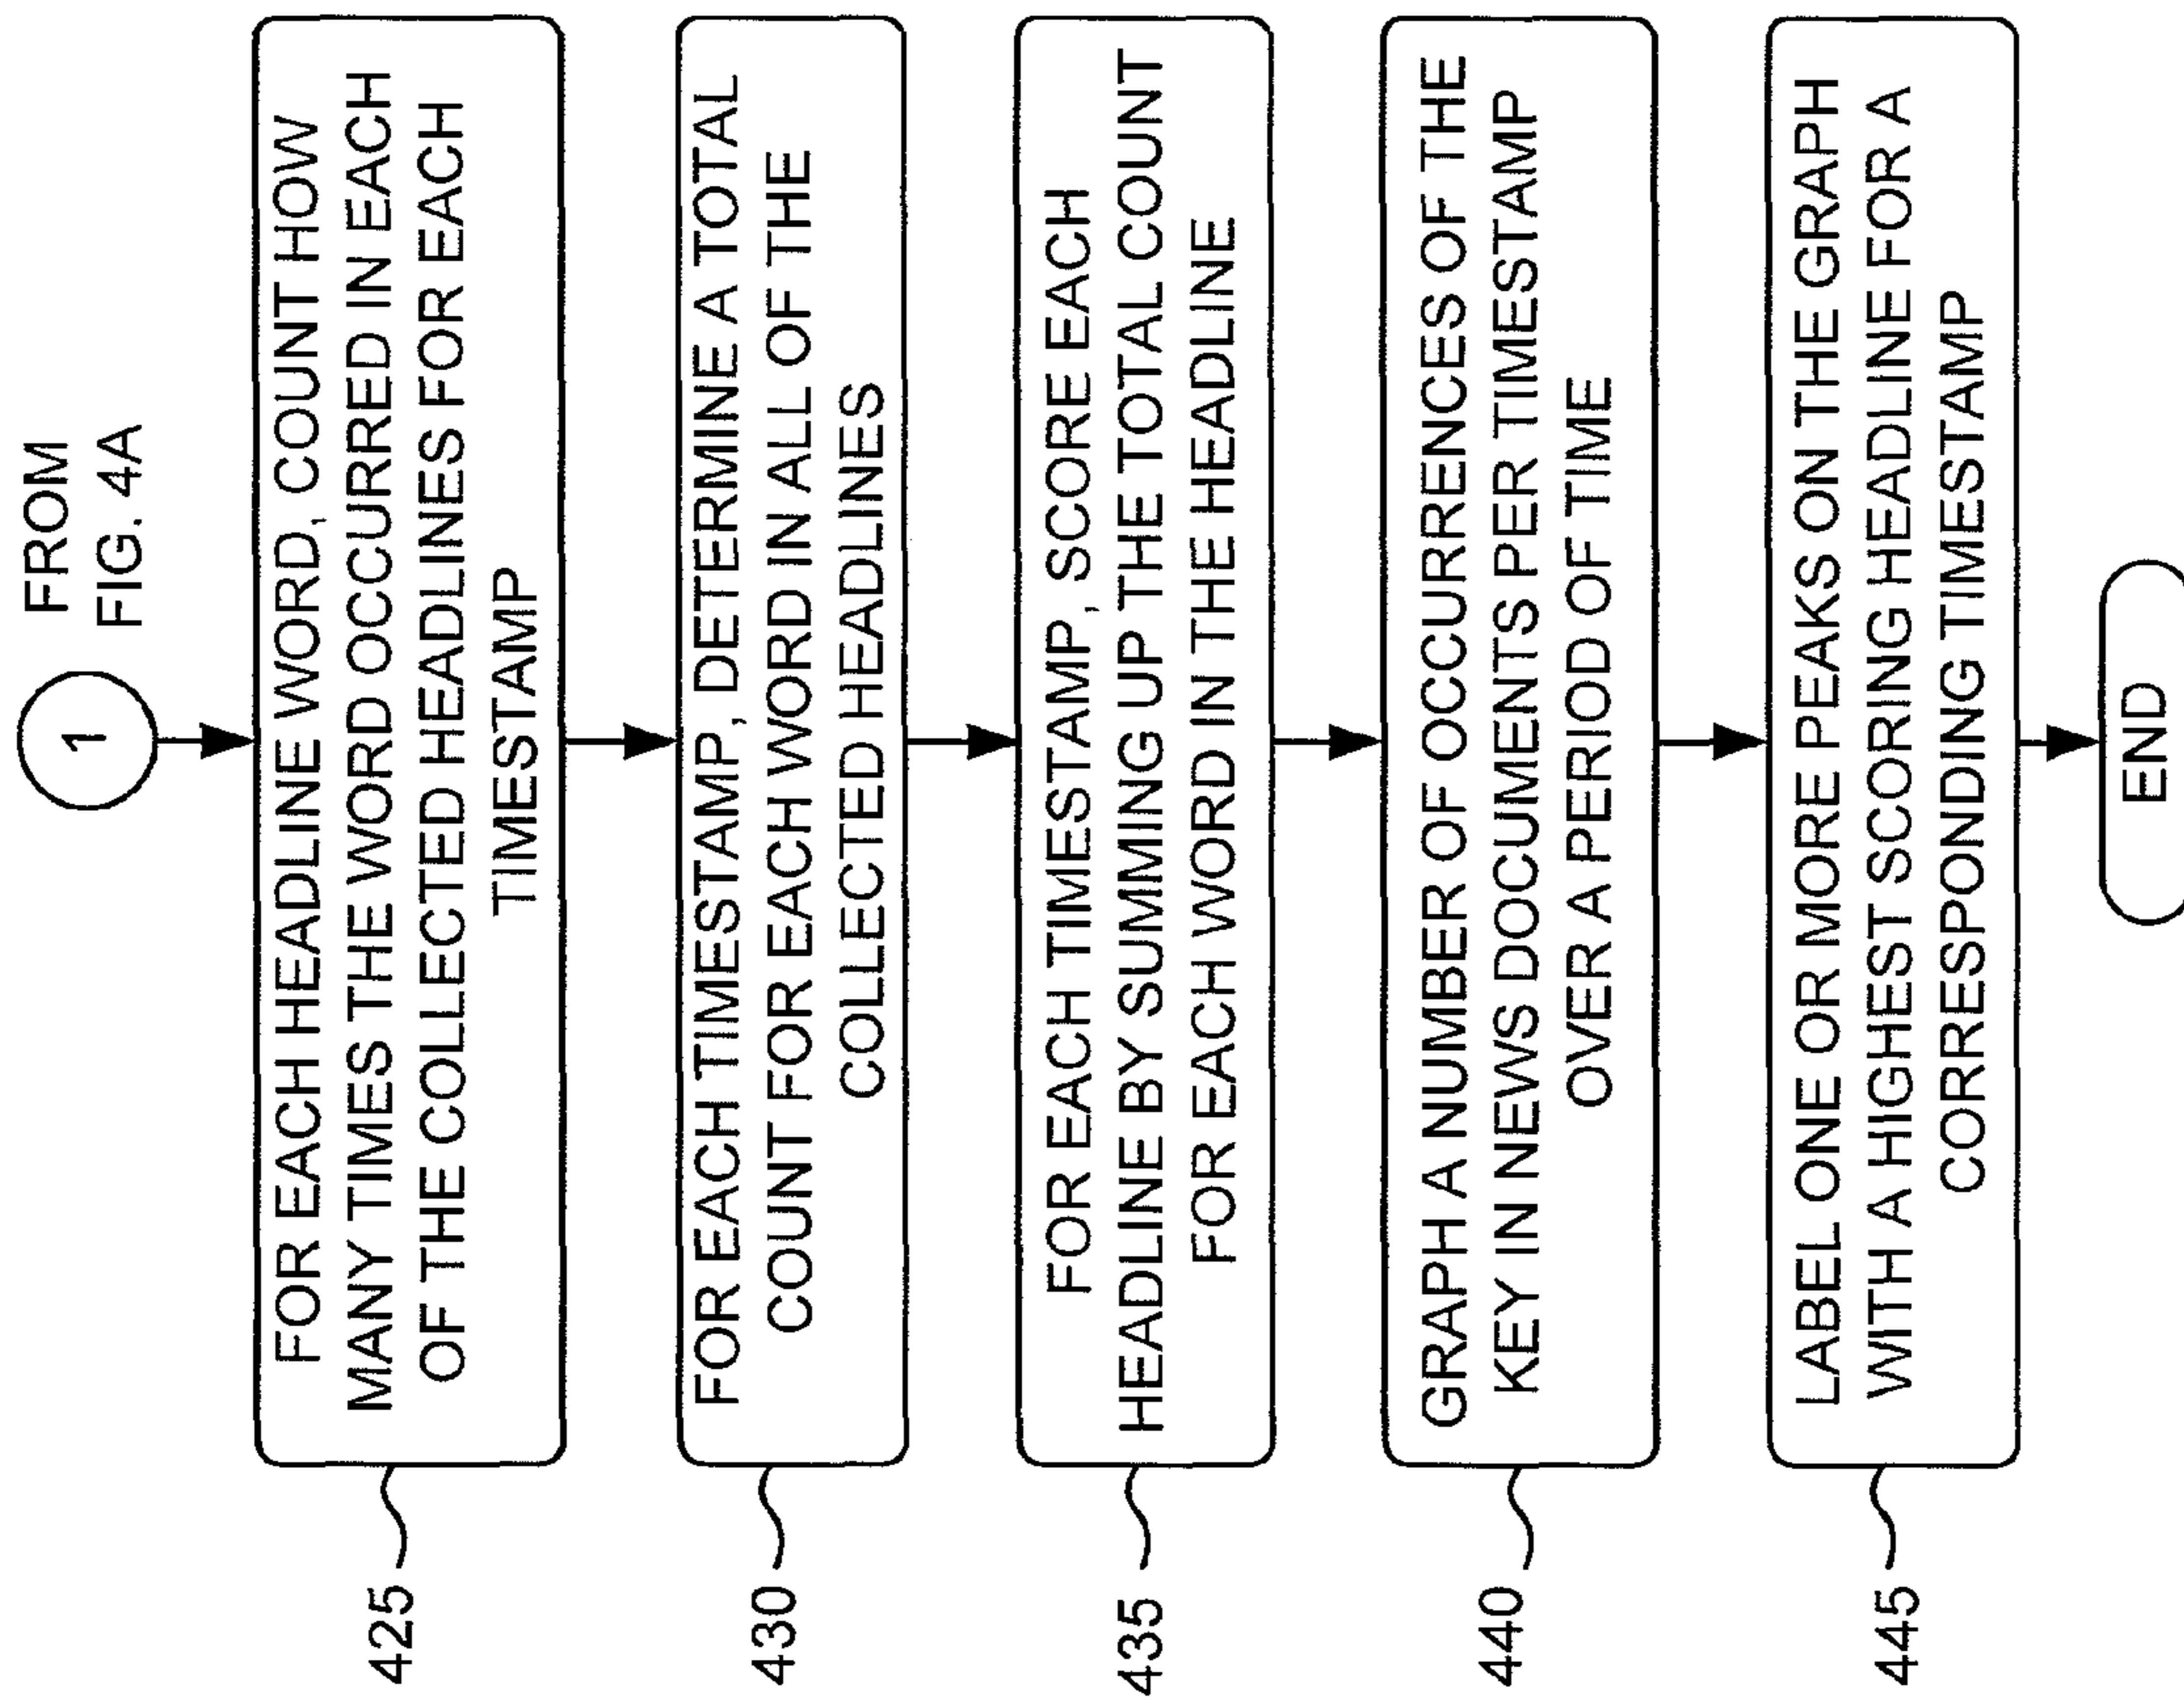 FROM
FIG. 4A
1
425
FOR EACH HEADLINE WORD, COUNT HOW
MANY TIMES THE WORD OCCURRED IN EACH
OF THE COLLECTED HEADLINES FOR EACH
TIMESTAMP
430
FOR EACH TIMESTAMP, DETERMINE A TOTAL
COUNT FOR EACH WORD IN ALL OF THE
COLLECTED HEADLINES
435
FOR EACH TIMESTAMP, SCORE EACH
HEADLINE BY SUMMING UP THE TOTAL COUNT
FOR EACH WORD IN THE HEADLINE
440
GRAPH A NUMBER OF OCCURRENCES OF THE
KEY IN NEWS DOCUMENTS PER TIMESTAMP
OVER A PERIOD OF TIME
445
LABEL ONE OR MORE PEAKS ON THE GRAPH
WITH A HIGHEST SCORING HEADLINE FOR A
CORRESPONDING TIMESTAMP
END